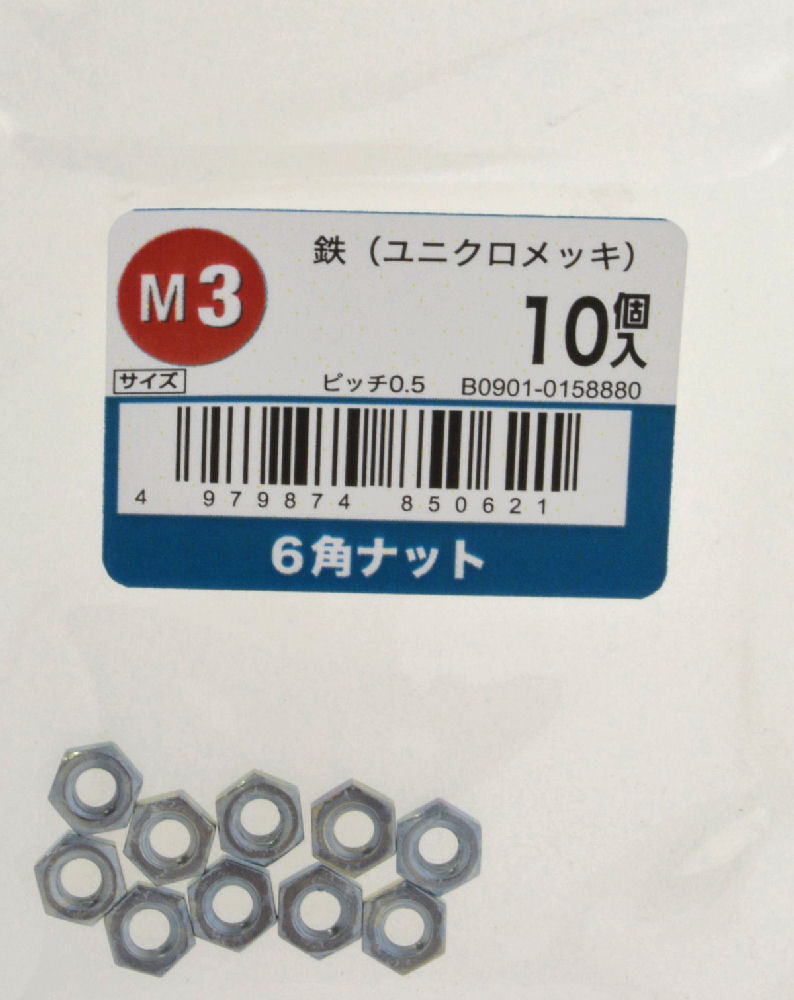 鉄（ユニクロメッキ）
M3
10個入
サイズ
ピッチ0.5 B0901-0158880
4 979874 850621
6角ナット